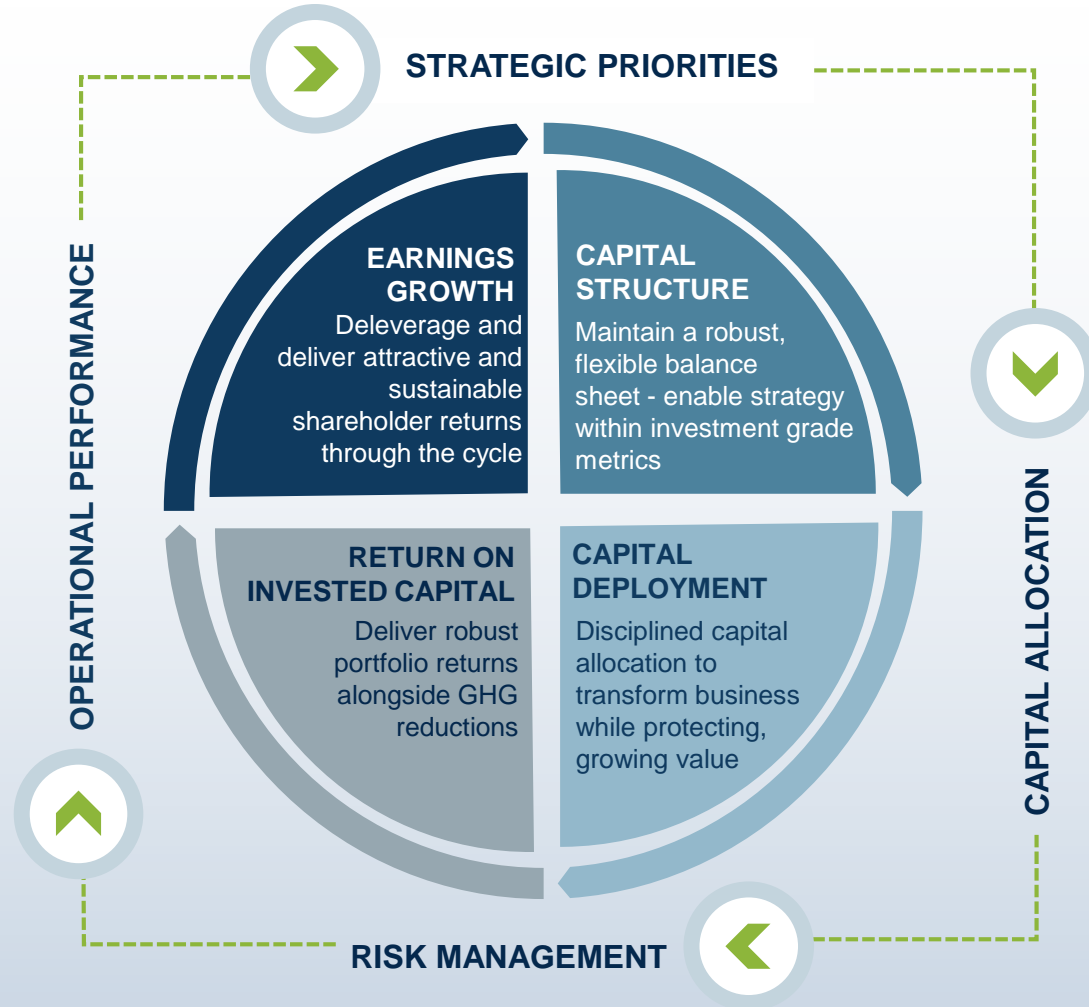 STRATEGIC PRIORITIES
EARNINGS
GROWTH
Deleverage and
deliver attractive and
sustainable
shareholder returns
through the cycle
CAPITAL
STRUCTURE
Maintain a robust,
flexible balance
sheet - enable strategy
within investment grade
metrics
OPERATIONAL PERFORMANCE
CAPITAL ALLOCATION
RETURN ON
INVESTED CAPITAL
Deliver robust
portfolio returns
alongside GHG
reductions
CAPITAL
DEPLOYMENT
Disciplined capital
allocation to
transform business
while protecting,
growing value
RISK MANAGEMENT